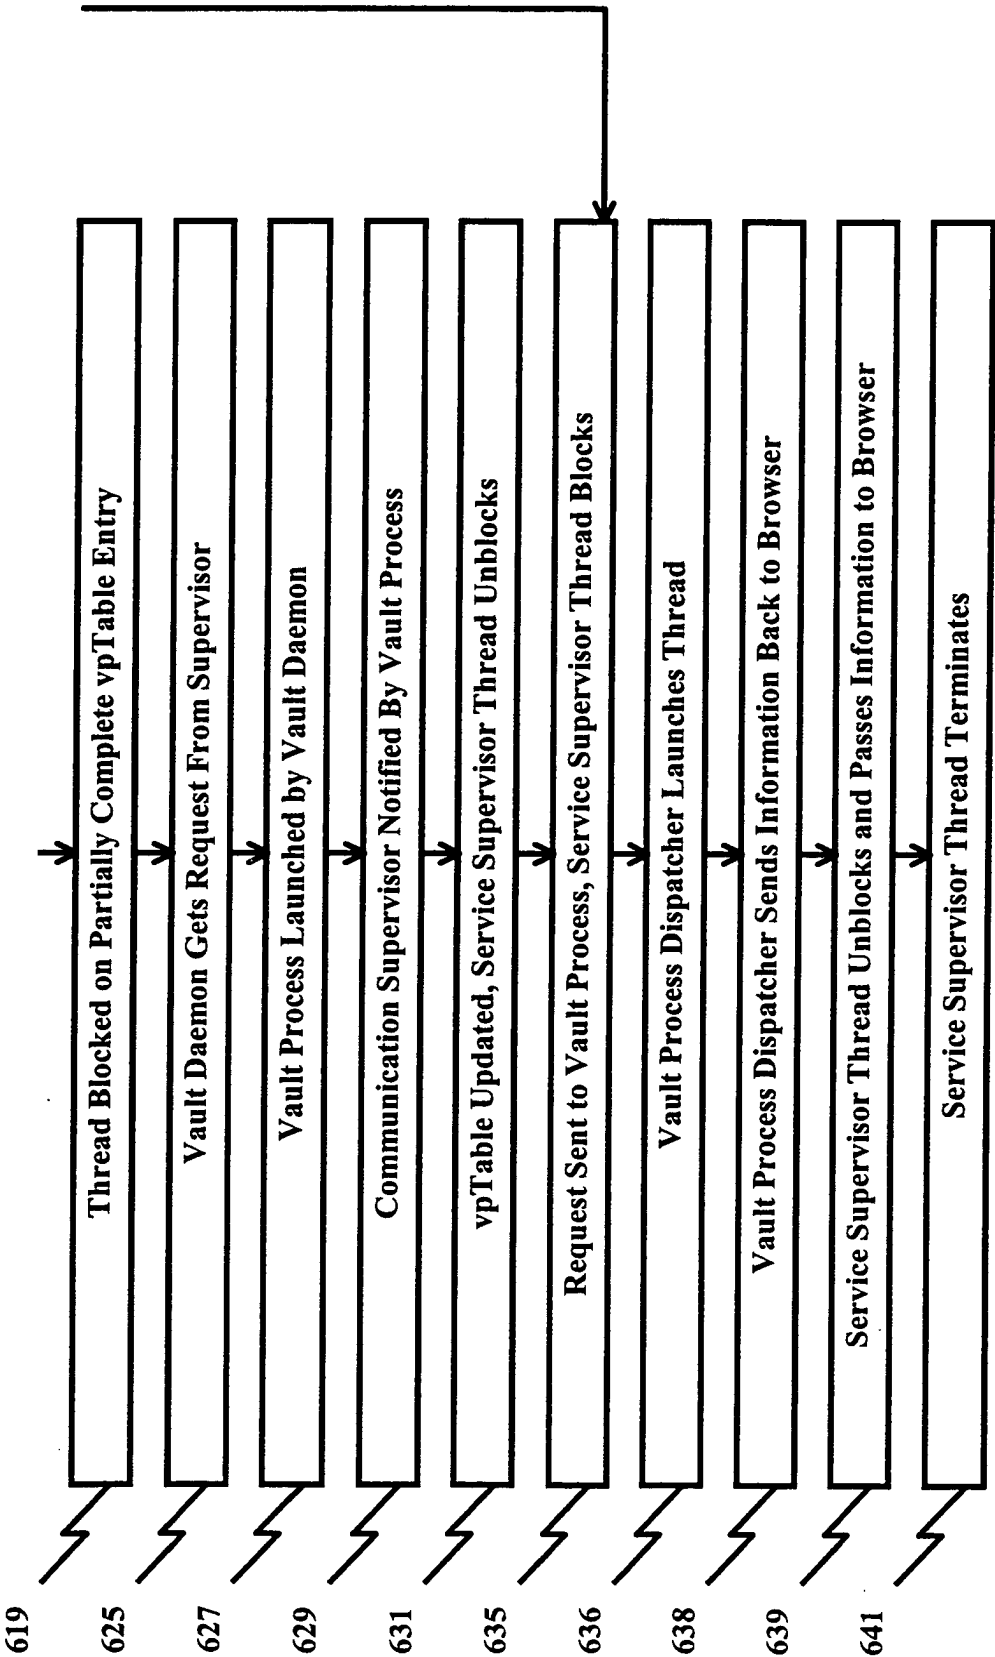 619
Thread Blocked on Partially Complete vpTable Entry
625
Vault Daemon Gets Request From Supervisor
627
Vault Process Launched by Vault Daemon
629
Communication Supervisor Notified By Vault Process
631
vpTable Updated, Service Supervisor Thread Unblocks
635
Request Sent to Vault Process, Service Supervisor Thread Blocks
636
Vault Process Dispatcher Launches Thread
638
Vault Process Dispatcher Sends Information Back to Browser
639
Service Supervisor Thread Unblocks and Passes Information to Browser
641
Service Supervisor Thread Terminates